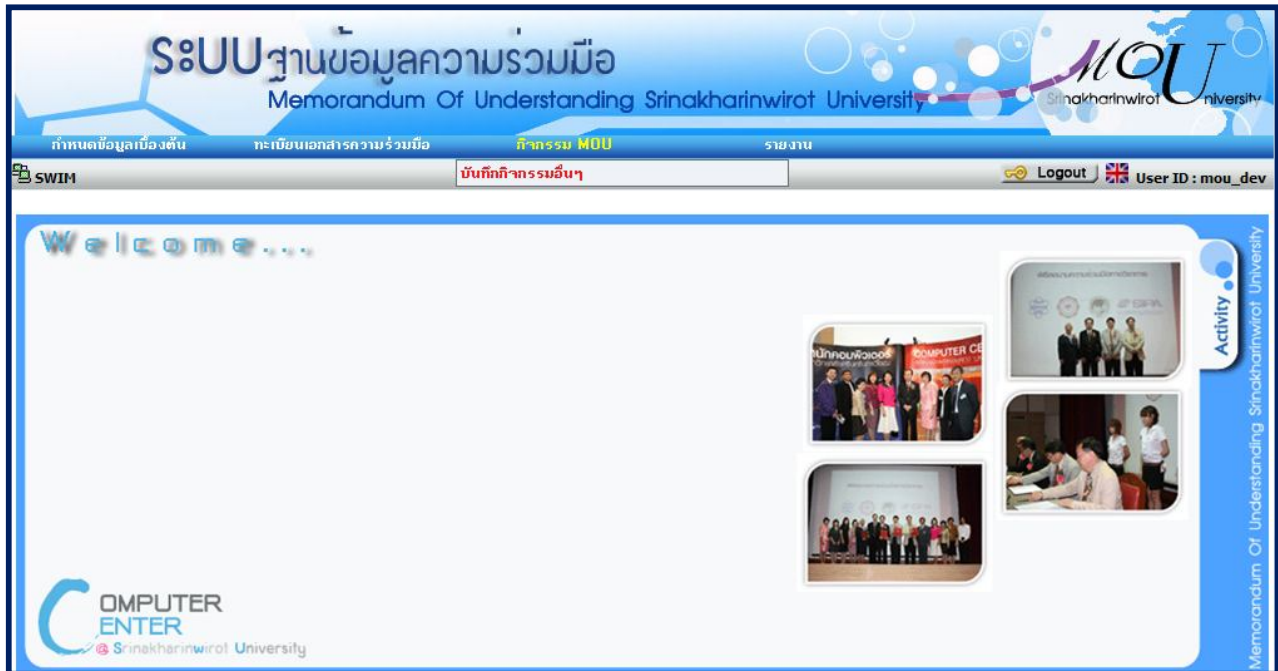 ระบบฐานข้อมูลความร่วมมือ
Memorandum Of Understanding Srinakharinwirot University
MOU
Srinakharinwirot University
กำหนดข้อมูลเบื้องต้น ทะเบียนเอกสารความร่วมมือ กิจกรรม MOU รายงาน
SWIM บันทึกกิจกรรมอื่นๆ Logout User ID : mou_dev
Welcome...
Activity
Memorandum Of Understanding Srinakharinwirot University
SIPA
COMPUTER CE
COMPUTER
CENTER
@ Srinakharinwirot University